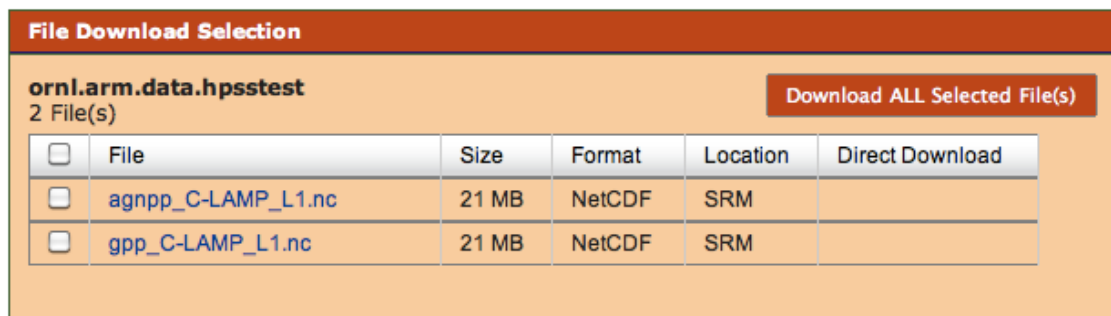 File Download Selection
ornl.arm.data.hpsstest
2 File(s)
Download ALL Selected File(s)
File Size Format Location Direct Download
agnpp_C-LAMP_L1.nc 21 MB NetCDF SRM
gpp_C-LAMP_L1.nc 21 MB NetCDF SRM